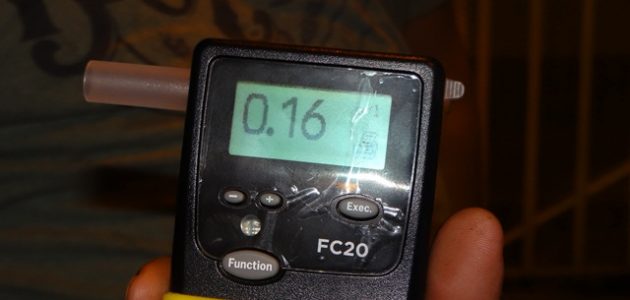 0.16
- +
Exec.
FC20
Function